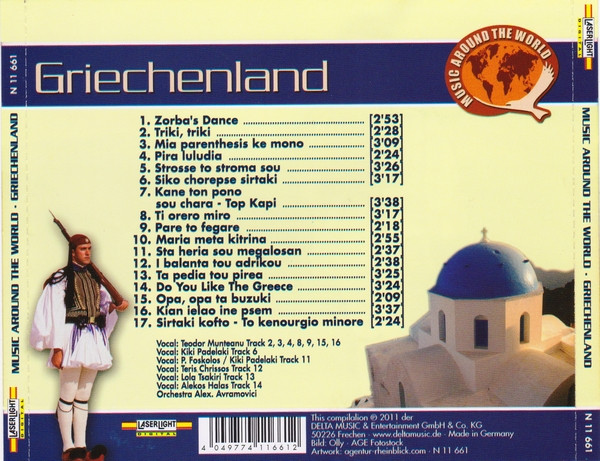 LASERLIGHT
DIGITAL
N 11 661
MUSIC AROUND THE WORLD · GRIECHENLAND
LASERLIGHT
DIGITAL
Griechenland
MUSIC AROUND THE WORLD
1. Zorba's Dance [2'53]
2. Triki, triki [2'28]
3. Mia parenthesis ke mono [3'09]
4. Pira luludia [2'24]
5. Strosse to stroma sou [3'26]
6. Siko chorepse sirtaki [3'17]
7. Kane ton pono
sou chara - Top Kapi [3'38]
8. Ti orero miro [3'17]
9. Pare to fegare [2'18]
10. Maria meta kitrina [2'55]
11. Sta heria sou megalosan [2'37]
12. I balanta tou adrikou [2'38]
13. Ta pedia tou pirea [3'25]
14. Do You Like The Greece [3'24]
15. Opa, opa ta buzuki [2'09]
16. Kían ielao ine psem [3'37]
17. Sirtaki kofto - To kenourgio minore [2'24]
Vocal: Teodor Munteanu Track 2, 3, 4, 8, 9, 15, 16
Vocal: Kiki Padelaki Track 6
Vocal: P. Foskolos / Kiki Padelaki Track 11
Vocal: Teris Chrissos Track 12
Vocal: Lola Tsakiri Track 13
Vocal: Alekos Halas Track 14
Orchestra Alex. Avramovici
LASERLIGHT
DIGITAL
4 049774 116612
This compilation © 2011 der
DELTA MUSIC & Entertainment GmbH & Co. KG
50226 Frechen · www.deltamusic.de · Made in Germany
Bild: Olly - AGE Fotostock
Artwork: agentur-rheinblick.com · N 11 661
LASERLIGHT
DIGITAL
MUSIC AROUND THE WORLD · GRIECHENLAND
N 11 661